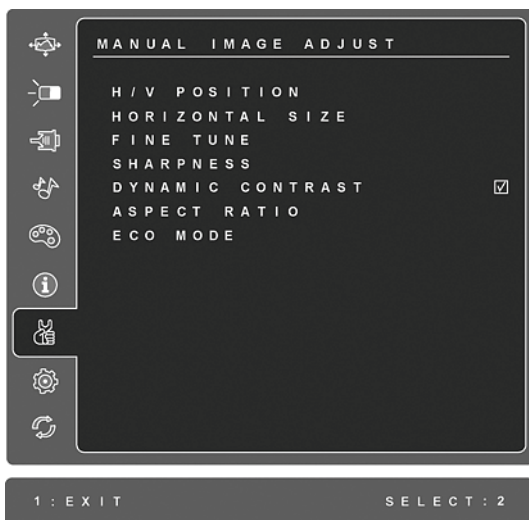 MANUAL IMAGE ADJUST
H/V POSITION
HORIZONTAL SIZE
FINE TUNE
SHARPNESS
DYNAMIC CONTRAST
ASPECT RATIO
ECO MODE
1:EXIT SELECT:2